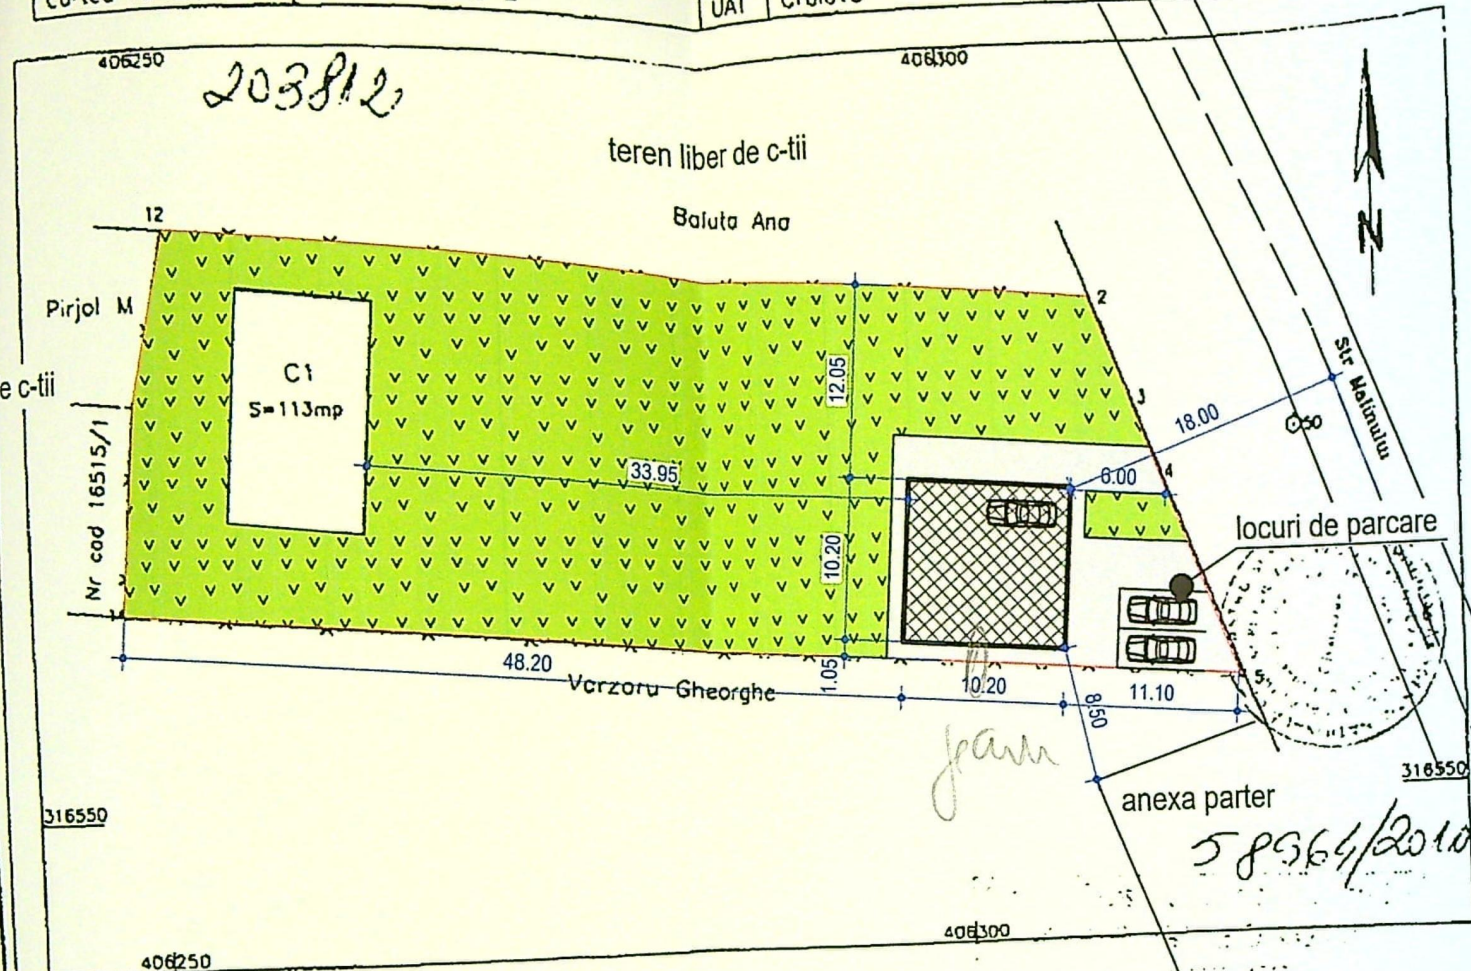 UAT
406250
406300
203812
teren liber de c-tii
12
Baluta Ana
N
Pirjol M
2
Str Malinului
e c-tii
C1
S=113mp
12.05
3
18.00
50
Nr cad 16515/1
33.95
6.00
4
locuri de parcare
10.20
48.20
Varzaru Gheorghe
1.05
10.20
11.10
5
8.50
316550
anexa parter
316550
58964/2010
406300
406250